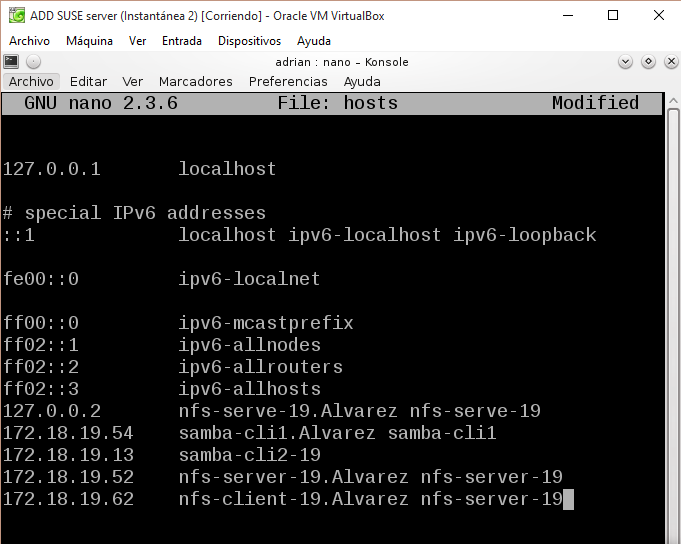 ADD SUSE server (Instantánea 2) [Corriendo] - Oracle VM VirtualBox
Archivo Máquina Ver Entrada Dispositivos Ayuda
adrian : nano – Konsole
Archivo Editar Ver Marcadores Preferencias Ayuda
GNU nano 2.3.6 File: hosts Modified
127.0.0.1 localhost
# special IPv6 addresses
::1 localhost ipv6-localhost ipv6-loopback
fe00::0 ipv6-localnet
ff00::0 ipv6-mcastprefix
ff02::1 ipv6-allnodes
ff02::2 ipv6-allrouters
ff02::3 ipv6-allhosts
127.0.0.2 nfs-serve-19.Alvarez nfs-serve-19
172.18.19.54 samba-cli1.Alvarez samba-cli1
172.18.19.13 samba-cli2-19
172.18.19.52 nfs-server-19.Alvarez nfs-server-19
172.18.19.62 nfs-client-19.Alvarez nfs-server-19